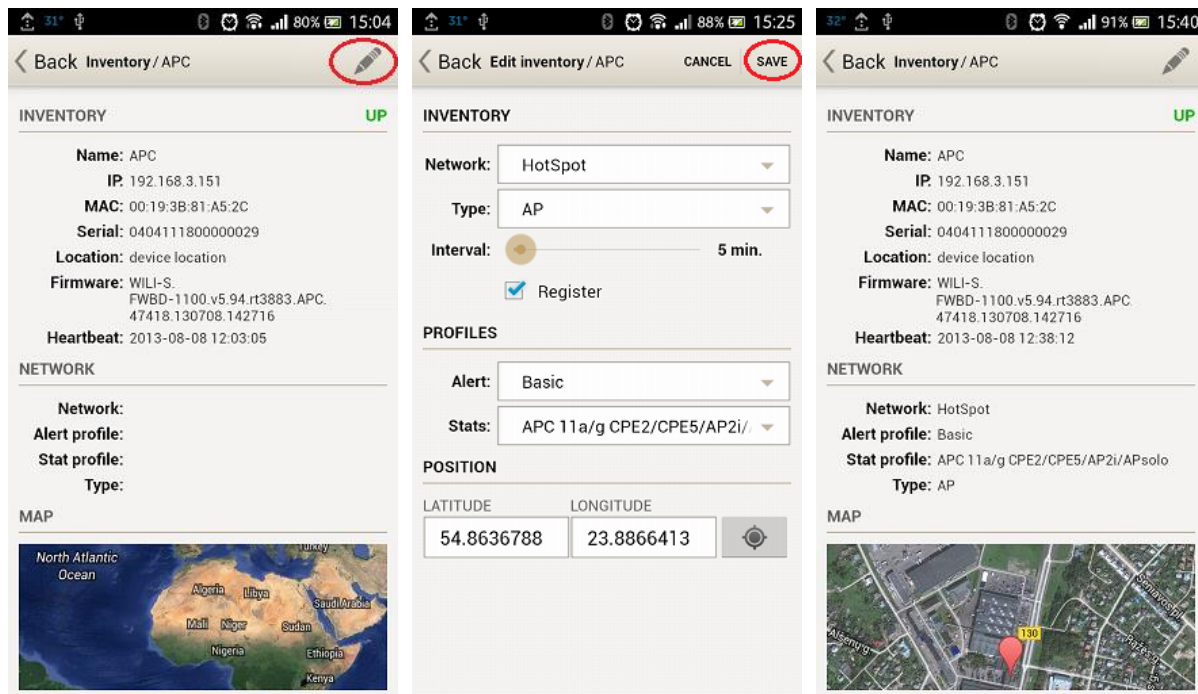 31° 80% 15:04
Back Inventory/APC
INVENTORY UP
Name: APC
IP: 192.168.3.151
MAC: 00:19:3B:81:A5:2C
Serial: 0404111800000029
Location: device location
Firmware: WILI-S.
FWBD-1100.v5.94.rt3883.APC.
47418.130708.142716
Heartbeat: 2013-08-08 12:03:05
NETWORK
Network:
Alert profile:
Stat profile:
Type:
MAP
North Atlantic
Ocean
Turkey
Algeria Libya
Saudi Arabia
Mali Niger Sudan
Nigeria Ethiopia
Kenya
31° 88% 15:25
Back Edit inventory/APC CANCEL SAVE
INVENTORY
Network: HotSpot
Type: AP
Interval: 5 min.
Register
PROFILES
Alert: Basic
Stats: APC 11a/g CPE2/CPE5/AP2i/
POSITION
LATITUDE LONGITUDE
54.8636788 23.8866413
32° 91% 15:40
Back Inventory/APC
INVENTORY UP
Name: APC
IP: 192.168.3.151
MAC: 00:19:3B:81:A5:2C
Serial: 0404111800000029
Location: device location
Firmware: WILI-S.
FWBD-1100.v5.94.rt3883.APC.
47418.130708.142716
Heartbeat: 2013-08-08 12:38:12
NETWORK
Network: HotSpot
Alert profile: Basic
Stat profile: APC 11a/g CPE2/CPE5/AP2i/APsolo
Type: AP
MAP
Seniavos pl.
Alšėnų g.
130
Pažės g.